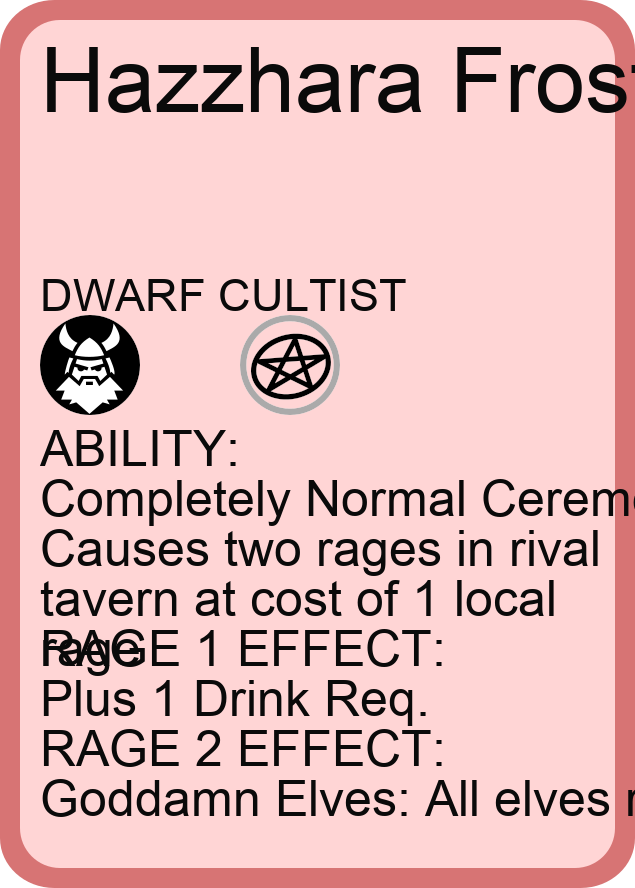 Hazzhara Fros
DWARF CULTIST
ABILITY:
Completely Normal Cerem
Causes two rages in rival
tavern at cost of 1 local
rage
RAGE 1 EFFECT:
Plus 1 Drink Req.
RAGE 2 EFFECT:
Goddamn Elves: All elves